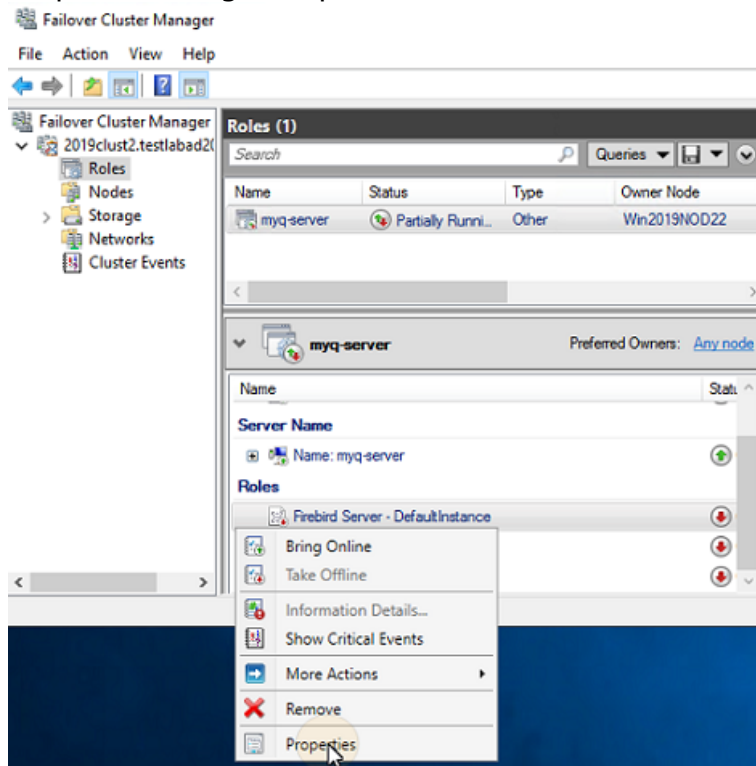 Failover Cluster Manager
File Action View Help
Failover Cluster Manager
2019clust2.testlabad20
Roles
Nodes
Storage
Networks
Cluster Events
Roles (1)
Search
Queries
Name Status Type Owner Node
myq-server Partially Runni... Other Win2019NOD22
myq-server Preferred Owners: Any node
Name
Server Name
Name: myq-server
Roles
Firebird Server - DefaultInstance
Bring Online
Take Offline
Information Details...
Show Critical Events
More Actions
Remove
Properties